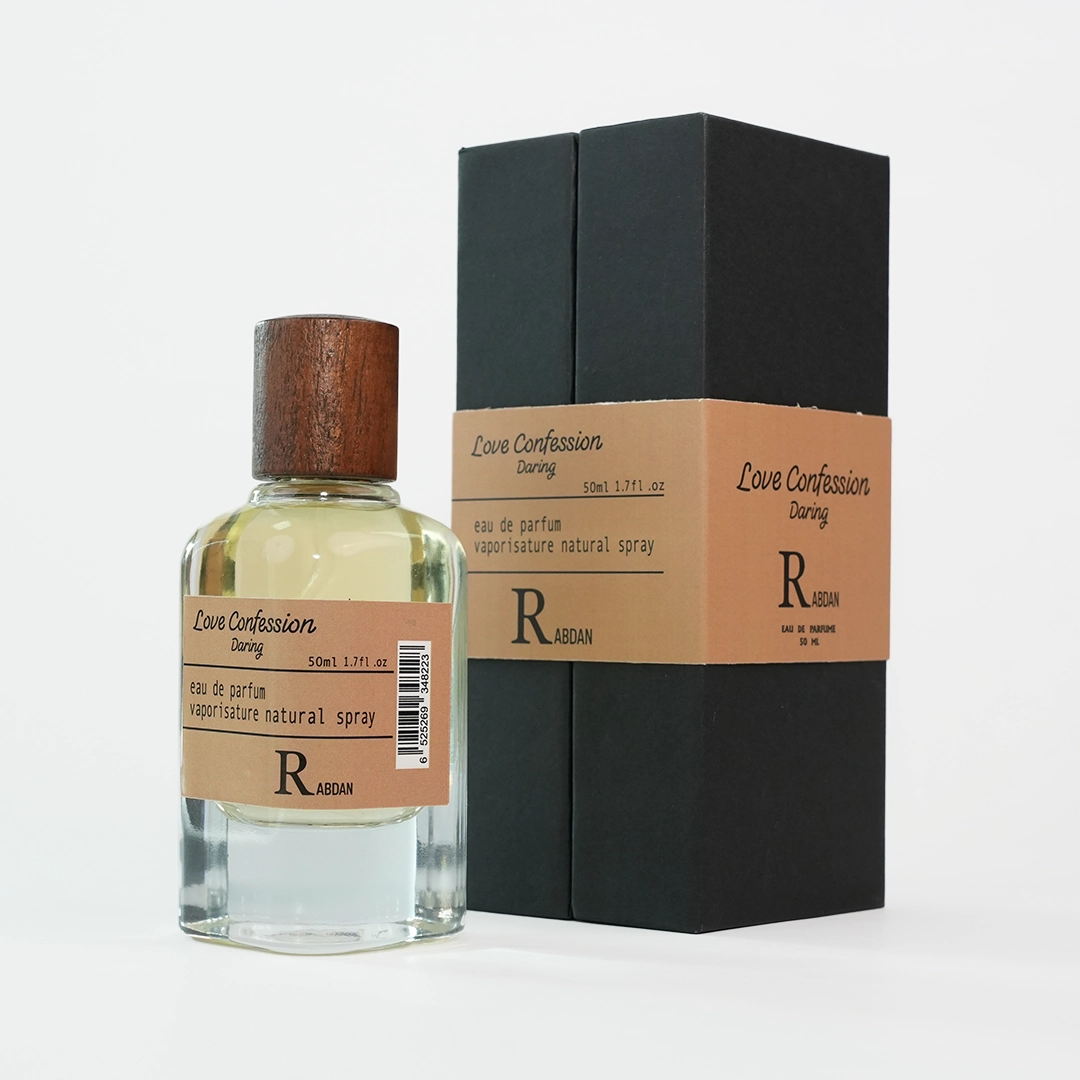 Love Confession
Daring
50ml 1.7fl.oz
eau de parfum
vaporisature natural spray
RABDAN
6 525269 348223
Love Confession
Daring
50ml 1.7fl.oz
eau de parfum
vaporisature natural spray
RABDAN
Love Confession
Daring
RABDAN
EAU DE PARFUME
50 ML